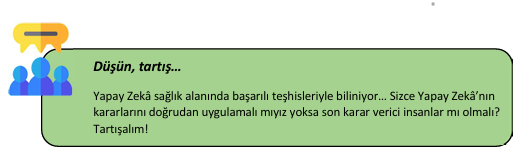 Düşün, tartış...
Yapay Zekâ sağlık alanında başarılı teşhisleriyle biliniyor... Sizce Yapay Zekâ'nın
kararlarını doğrudan uygulamalı mıyız yoksa son karar verici insanlar mı olmalı?
Tartışalım!